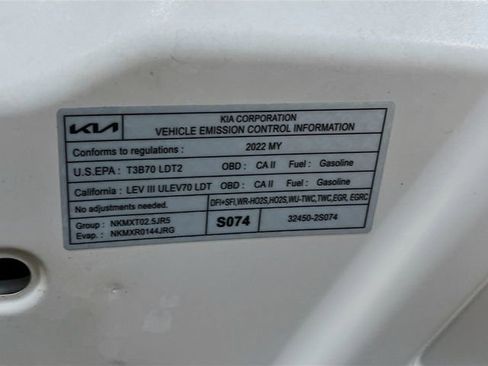 KIA
KIA CORPORATION
VEHICLE EMISSION CONTROL INFORMATION
Conforms to regulations : 2022 MY
U.S.EPA : T3B70 LDT2 OBD : CA II Fuel : Gasoline
California : LEV III ULEV70 LDT OBD : CA II Fuel : Gasoline
No adjustments needed. DFI+SFI,WR-HO2S,HO2S,WU-TWC,TWC,EGR, EGRC
Group : NKMXT02.5JR5
Evap. : NKMXR0144JRG
S074
32450-2S074